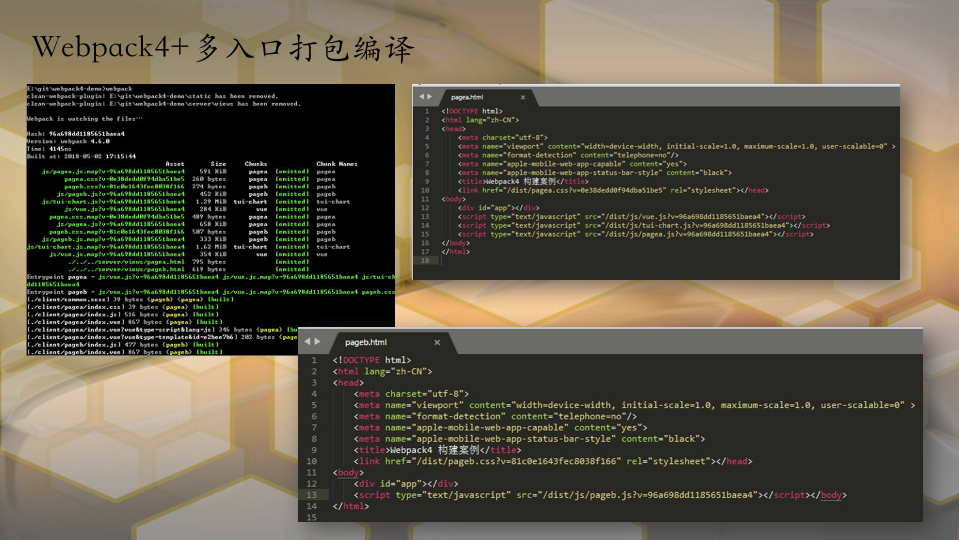 Webpack4+多入口打包编译
E:\git\webpack4-demo>webpack
clean-webpack-plugin: E:\git\webpack4-demo\static has been removed.
clean-webpack-plugin: E:\git\webpack4-demo\server\views has been removed.
Webpack is watching the files…
Hash: 96a698dd1185651baea4
Version: webpack 4.6.0
Time: 4145ms
Built at: 2018-05-02 17:15:44
Asset Size Chunks Chunk Names
js/pagea.js?v=96a698dd1185651baea4 591 KiB pagea [emitted] pagea
pagea.css?v=0e38dedd0f94dba51be5 260 bytes pagea [emitted] pagea
pageb.css?v=81c0e1643fec8038f166 274 bytes pageb [emitted] pageb
js/pageb.js?v=96a698dd1185651baea4 452 KiB pageb [emitted] pageb
js/tui-chart.js?v=96a698dd1185651baea4 1.29 MiB tui-chart [emitted] tui-chart
js/vue.js?v=96a698dd1185651baea4 284 KiB vue [emitted] vue
pagea.css.map?v=0e38dedd0f94dba51be5 489 bytes pagea [emitted] pagea
js/pagea.js.map?v=96a698dd1185651baea4 658 KiB pagea [emitted] pagea
pageb.css.map?v=81c0e1643fec8038f166 507 bytes pageb [emitted] pageb
js/pageb.js.map?v=96a698dd1185651baea4 333 KiB pageb [emitted] pageb
js/tui-chart.js.map?v=96a698dd1185651baea4 1.62 MiB tui-chart [emitted] tui-chart
js/vue.js.map?v=96a698dd1185651baea4 354 KiB vue [emitted] vue
./../../server/views/pagea.html 795 bytes [emitted]
./../../server/views/pageb.html 619 bytes [emitted]
Entrypoint pagea = js/vue.js?v=96a698dd1185651baea4 js/vue.js.map?v=96a698dd1185651baea4 js/tui-ch
dd1185651baea4
Entrypoint pageb = js/vue.js?v=96a698dd1185651baea4 js/vue.js.map?v=96a698dd1185651baea4 pageb.css
[./client/common.scss] 39 bytes {pageb} {pagea} [built]
[./client/pagea/index.css] 39 bytes {pagea} [built]
[./client/pagea/index.js] 516 bytes {pagea} [built]
[./client/pagea/index.vue] 867 bytes {pagea} [built]
[./client/pagea/index.vue?vue&type=script&lang=js] 346 bytes {pagea} [bu
[./client/pagea/index.vue?vue&type=template&id=e2bee7b6] 202 bytes {page
[./client/pageb/index.js] 477 bytes {pageb} [built]
[./client/pageb/index.vue] 867 bytes {pageb} [built]
pagea.html ×
1 <!DOCTYPE html>
2 <html lang="zh-CN">
3 <head>
4 <meta charset="utf-8">
5 <meta name="viewport" content="width=device-width, initial-scale=1.0, maximum-scale=1.0, user-scalable=0" >
6 <meta name="format-detection" content="telephone=no"/>
7 <meta name="apple-mobile-web-app-capable" content="yes">
8 <meta name="apple-mobile-web-app-status-bar-style" content="black">
9 <title>Webpack4 构建案例</title>
10 <link href="/dist/pagea.css?v=0e38dedd0f94dba51be5" rel="stylesheet"></head>
11 <body>
12 <div id="app"></div>
13 <script type="text/javascript" src="/dist/js/vue.js?v=96a698dd1185651baea4"></script>
14 <script type="text/javascript" src="/dist/js/tui-chart.js?v=96a698dd1185651baea4"></script>
15 <script type="text/javascript" src="/dist/js/pagea.js?v=96a698dd1185651baea4"></script>
16 </body>
17 </html>
18
pageb.html ×
1 <!DOCTYPE html>
2 <html lang="zh-CN">
3 <head>
4 <meta charset="utf-8">
5 <meta name="viewport" content="width=device-width, initial-scale=1.0, maximum-scale=1.0, user-scalable=0" >
6 <meta name="format-detection" content="telephone=no"/>
7 <meta name="apple-mobile-web-app-capable" content="yes">
8 <meta name="apple-mobile-web-app-status-bar-style" content="black">
9 <title>Webpack4 构建案例</title>
10 <link href="/dist/pageb.css?v=81c0e1643fec8038f166" rel="stylesheet"></head>
11 <body>
12 <div id="app"></div>
13 <script type="text/javascript" src="/dist/js/pageb.js?v=96a698dd1185651baea4"></script></body>
14 </html>
15